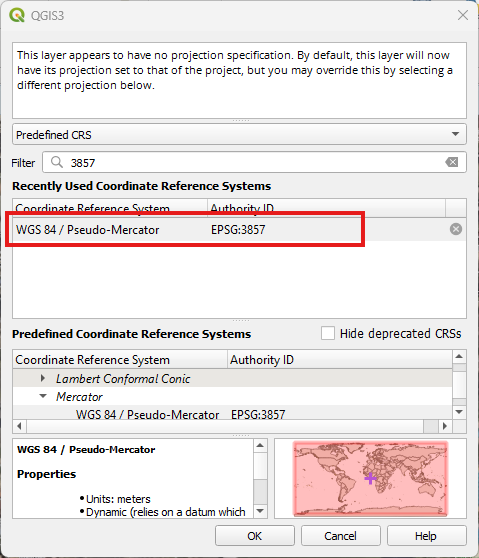 QGIS3
This layer appears to have no projection specification. By default, this layer will now
have its projection set to that of the project, but you may override this by selecting a
different projection below.
Predefined CRS
Filter 3857
Recently Used Coordinate Reference Systems
Coordinate Reference System Authority ID
WGS 84 / Pseudo-Mercator EPSG:3857
Predefined Coordinate Reference Systems Hide deprecated CRSs
Coordinate Reference System Authority ID
Lambert Conformal Conic
Mercator
WGS 84 / Pseudo-Mercator EPSG:3857
WGS 84 / Pseudo-Mercator
Properties
• Units: meters
• Dynamic (relies on a datum which
OK Cancel Help